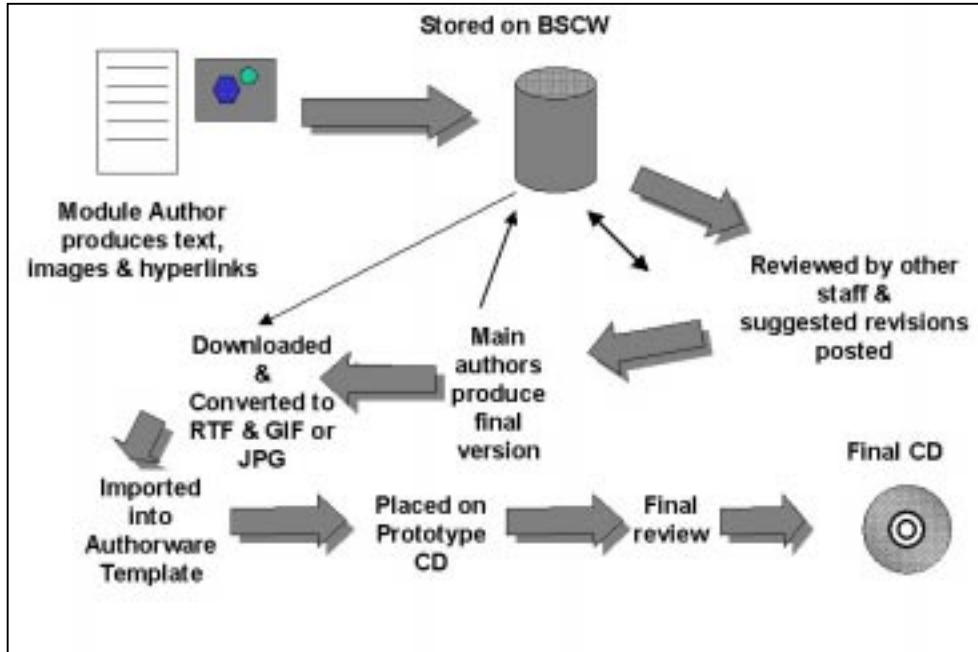 Stored on BSCW
Module Author
produces text,
images & hyperlinks
Reviewed by other
staff &
suggested revisions
posted
Main
authors
produce
final
version
Downloaded
&
Converted to
RTF & GIF or
JPG
Imported
into
Authorware
Template
Placed on
Prototype
CD
Final
review
Final CD